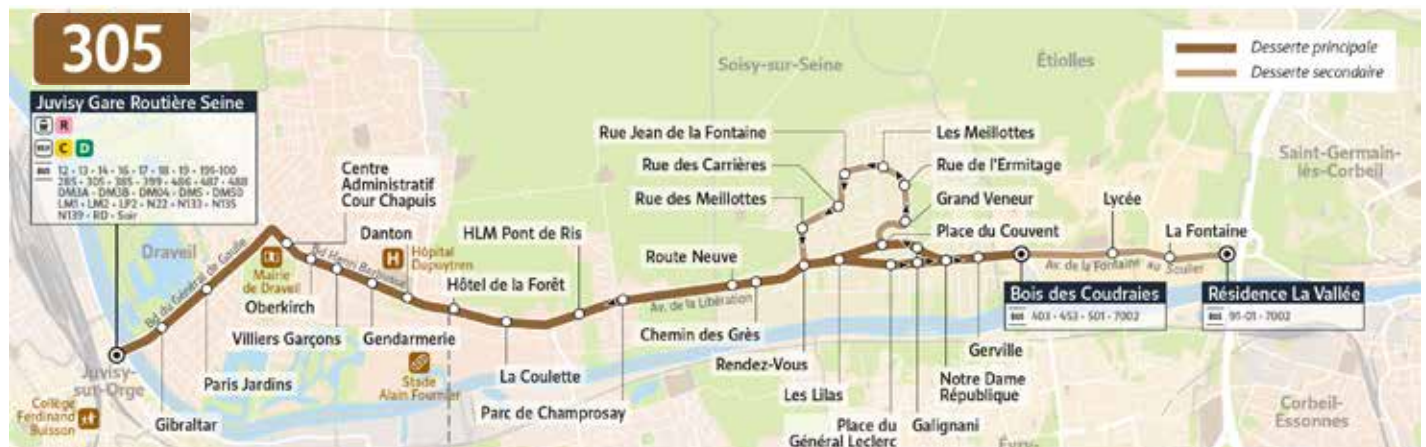 305
Juvisy Gare Routière Seine
R
C D
BUS
12 - 13 - 14 - 16 - 17 - 18 - 19 - 191-100
285 - 305 - 385 - 399 - 486 - 487 - 488
DM3A - DM3B - DM04 - DM5 - DM5D
LM1 - LM2 - LP2 - N22 - N133 - N135
N139 - RD - Soir
Desserte principale
Desserte secondaire
Soisy-sur-Seine
Étiolles
Saint-Germain-
lès-Corbeil
Draveil
Juvisy-
sur-Orge
Collège
Ferdinand
Buisson
Gibraltar
Bd du Général de Gaulle
Paris Jardins
Mairie
de Draveil
Centre
Administratif
Cour Chapuis
Oberkirch
Villiers Garçons
Bd Henri Barbusse
Danton
Hôpital
Dupuytren
Gendarmerie
Stade
Alain Fournier
Hôtel de la Forêt
La Coulette
HLM Pont de Ris
Parc de Champrosay
Av. de la Libération
Route Neuve
Chemin des Grès
Rendez-Vous
Rue des Meillottes
Rue des Carrières
Rue Jean de la Fontaine
Les Meillottes
Rue de l'Ermitage
Grand Veneur
Place du Couvent
Les Lilas
Place du
Général Leclerc
Galignani
Notre Dame
République
Gerville
Bois des Coudraies
BUS 403 - 453 - 501 - 7002
Lycée
Av. de la Fontaine au Soulier
La Fontaine
Résidence La Vallée
BUS 91-01 - 7002
Corbeil-
Essonnes